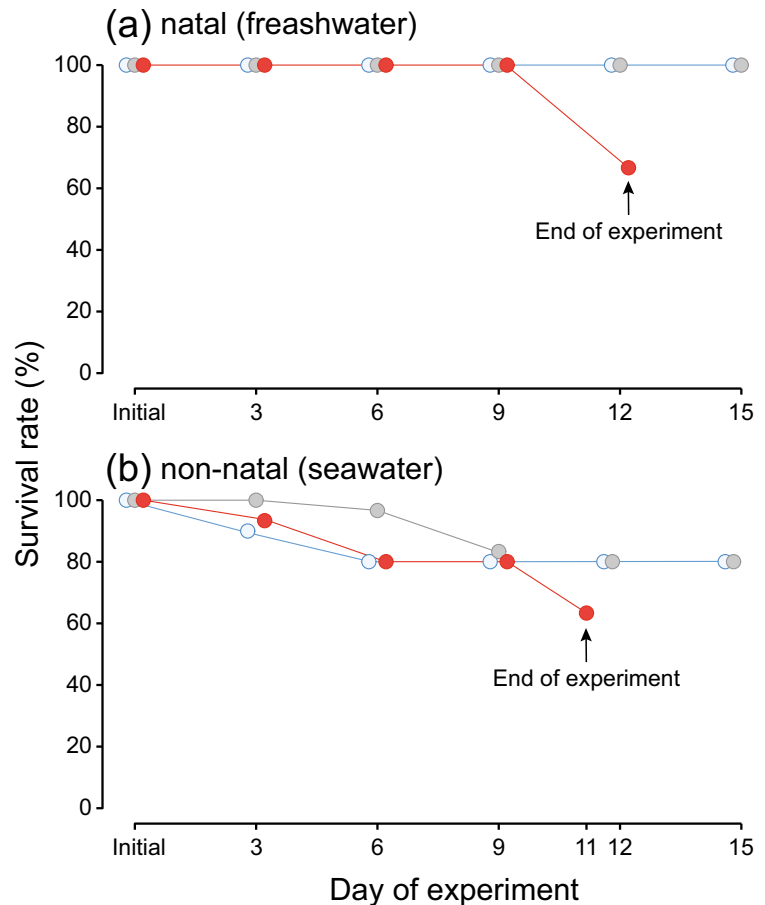 (a) natal (freashwater)
100
80
60
40
20
0
End of experiment
Initial 3 6 9 12 15
Survival rate (%)
(b) non-natal (seawater)
100
80
60
40
20
0
End of experiment
Initial 3 6 9 11 12 15
Day of experiment